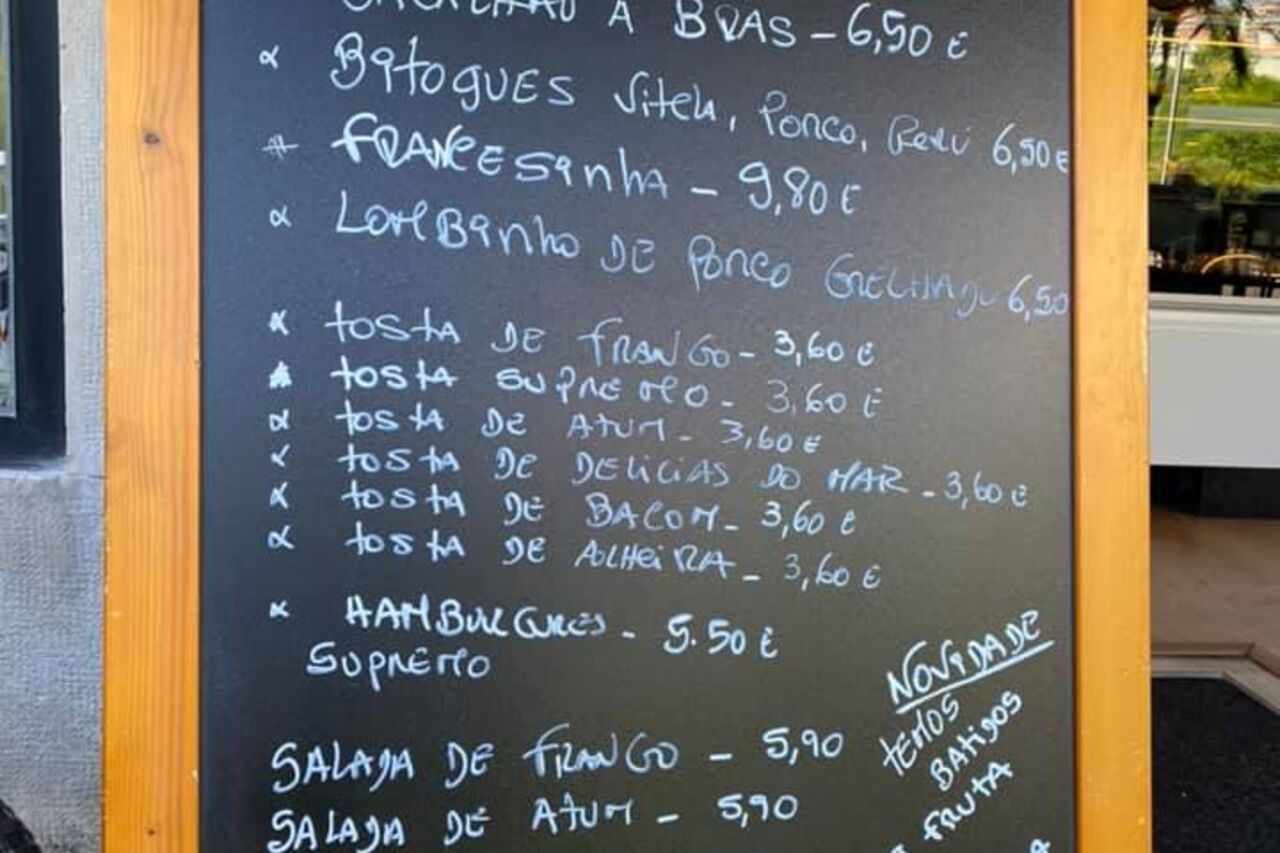 À BRAS - 6,50 €
Bitogues Vitela, Porco, Peru 6,50€
FRANCESinhA - 9,80 €
LOMBinho DE PORCO GRELHADO 6,50
TOSTA DE FRANGO - 3,60 €
TOSTA SUPREMO - 3,60 €
TOSTA DE ATUM - 3,60 €
TOSTA DE DELICIAS DO MAR - 3,60 €
TOSTA DE BACOM - 3,60 €
TOSTA DE ALHEIRA - 3,60 €
HAMBURGURES - 5.50 €
SUPREMO
NOVIDADE
TEMOS
BATIDOS
FRUTA
SALADA DE FRANGO - 5,90
SALADA DE ATUM - 5,90